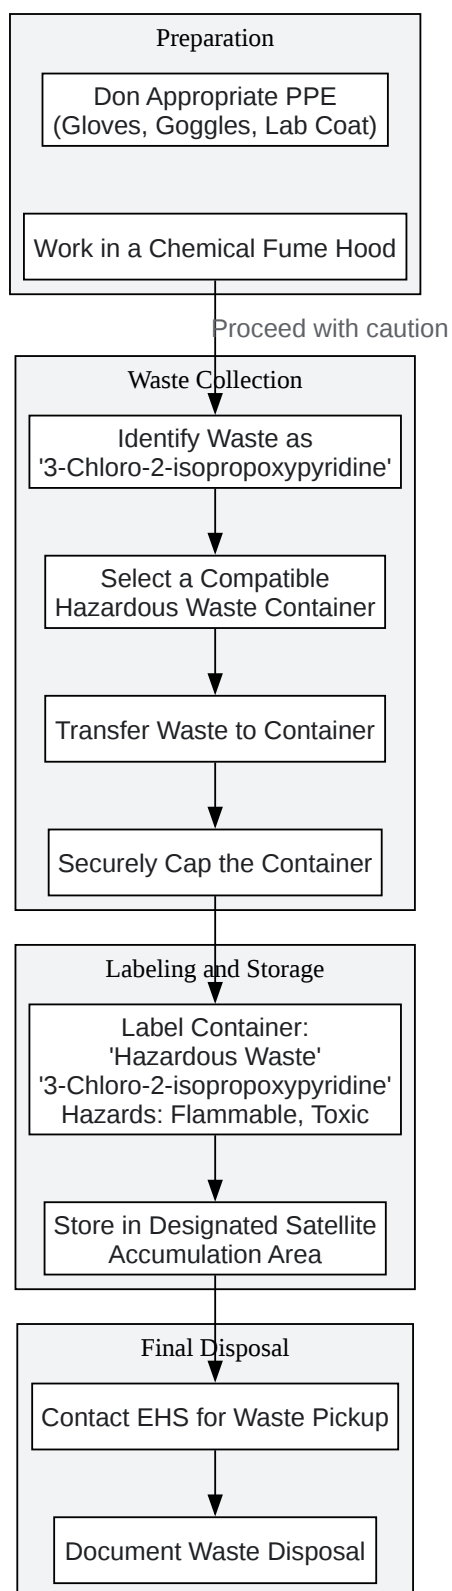 Preparation
Don Appropriate PPE
(Gloves, Goggles, Lab Coat)
Work in a Chemical Fume Hood
Proceed with caution
Waste Collection
Identify Waste as
'3-Chloro-2-isopropoxypyridine'
Select a Compatible
Hazardous Waste Container
Transfer Waste to Container
Securely Cap the Container
Labeling and Storage
Label Container:
'Hazardous Waste'
'3-Chloro-2-isopropoxypyridine'
Hazards: Flammable, Toxic
Store in Designated Satellite
Accumulation Area
Final Disposal
Contact EHS for Waste Pickup
Document Waste Disposal